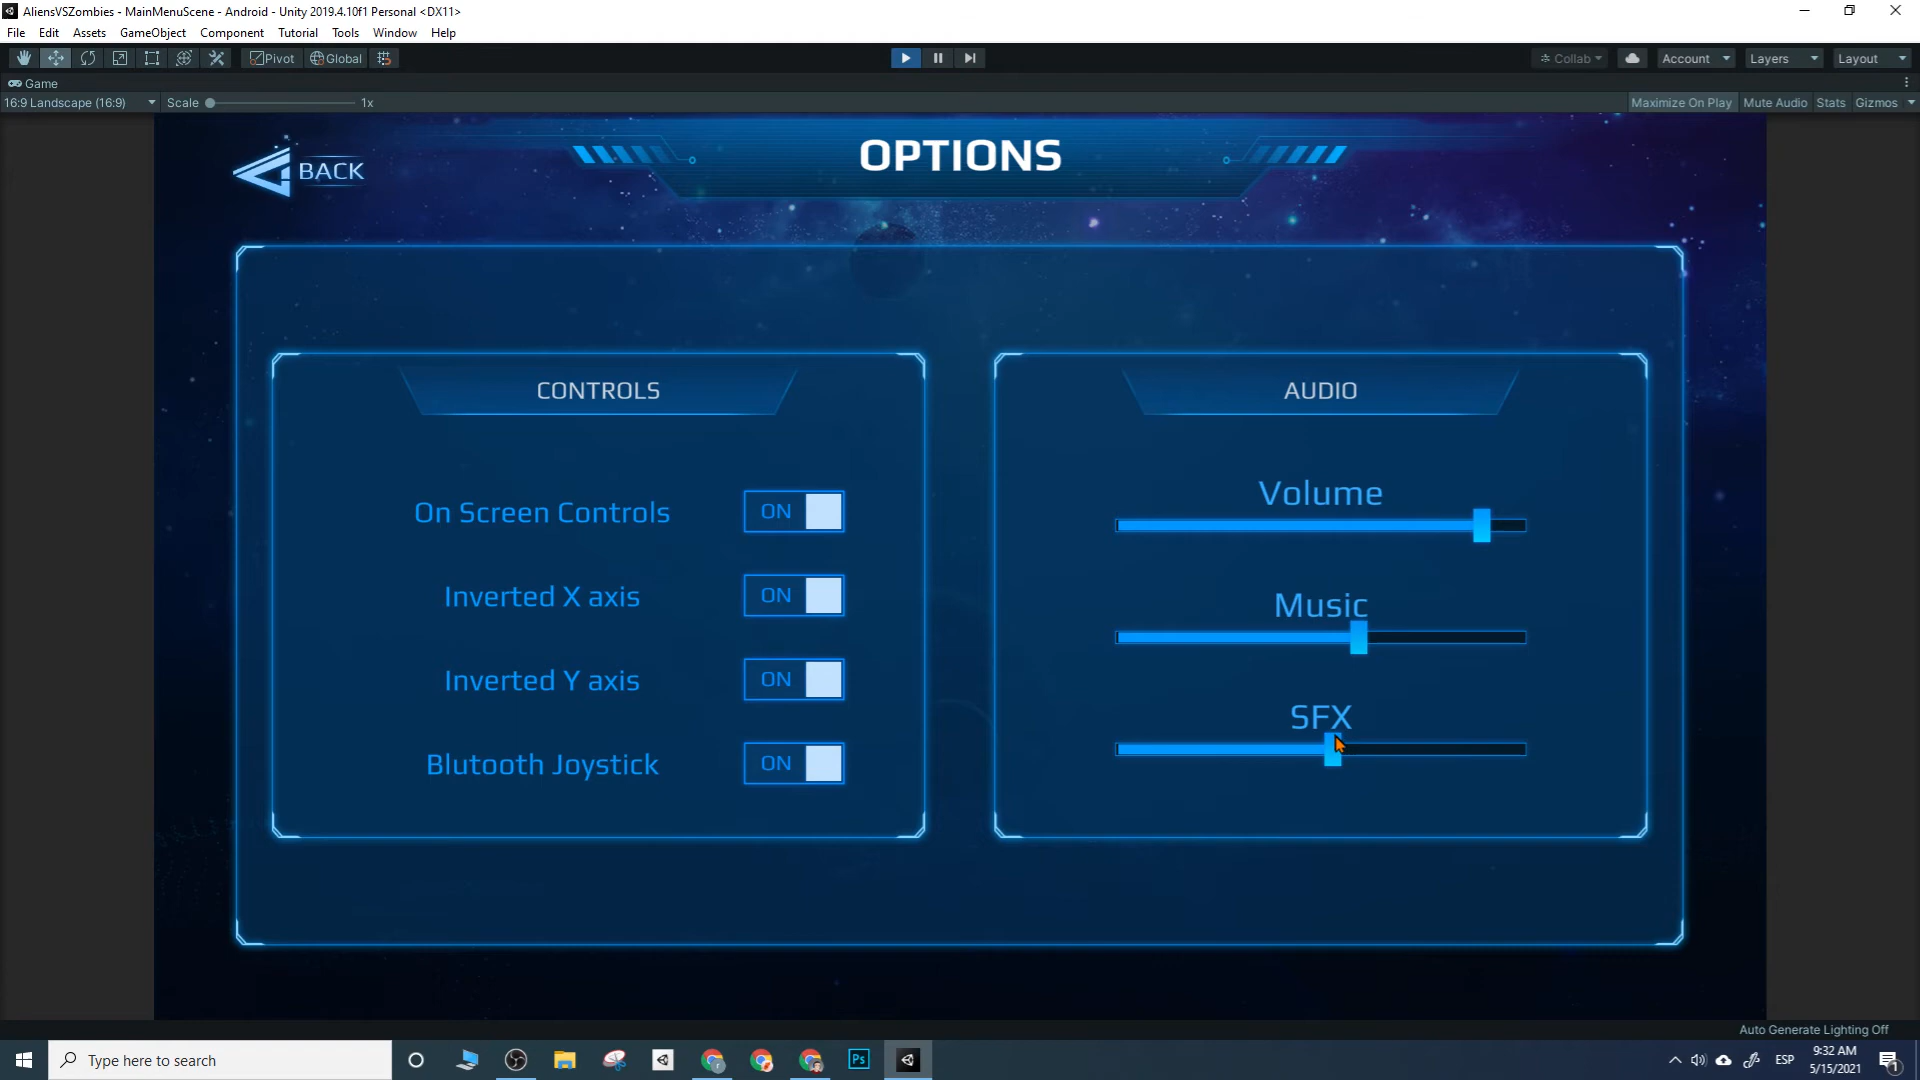 AliensVSZombies - MainMenuScene - Android - Unity 2019.4.10f1 Personal <DX11>
File Edit Assets GameObject Component Tutorial Tools Window Help
Pivot Global Collab Account Layers Layout
Game
16:9 Landscape (16:9) Scale 1x Maximize On Play Mute Audio Stats Gizmos
OPTIONS
BACK
CONTROLS
On Screen Controls ON
Inverted X axis ON
Inverted Y axis ON
Blutooth Joystick ON
AUDIO
Volume
Music
SFX
Auto Generate Lighting Off
Type here to search
Ps
ESP
9:32 AM
5/15/2021
1